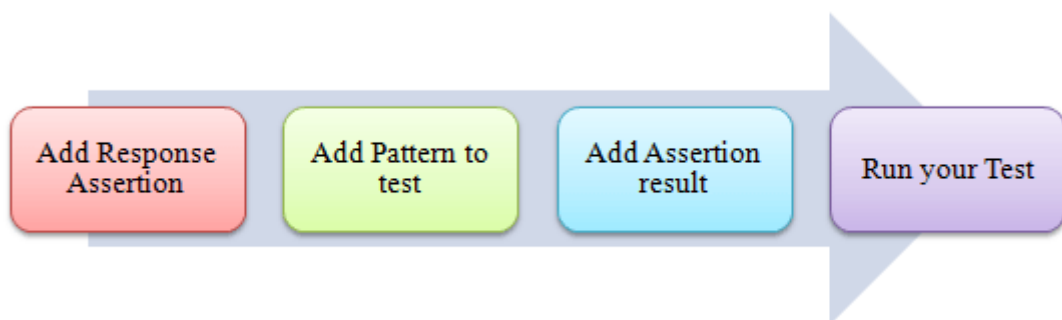 Add Response
Assertion
Add Pattern to
test
Add Assertion
result
Run your Test